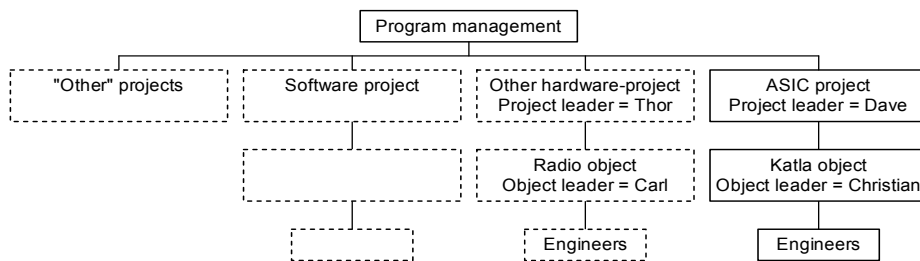 Program management
"Other" projects
Software project
Other hardware-project
Project leader = Thor
ASIC project
Project leader = Dave
Radio object
Object leader = Carl
Katla object
Object leader = Christian
Engineers
Engineers